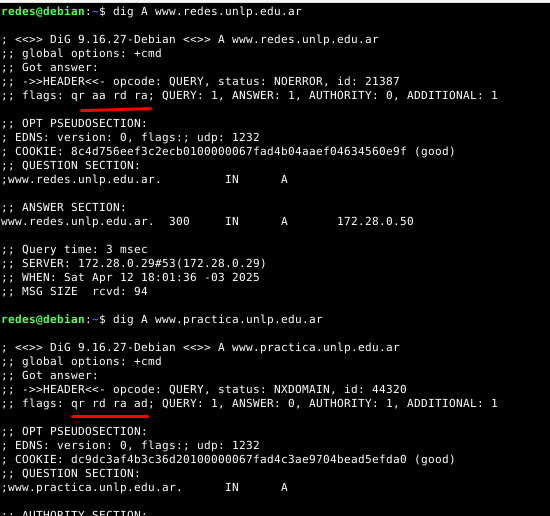 redes@debian:~$ dig A www.redes.unlp.edu.ar
; <<>> DiG 9.16.27-Debian <<>> A www.redes.unlp.edu.ar
;; global options: +cmd
;; Got answer:
;; ->>HEADER<<- opcode: QUERY, status: NOERROR, id: 21387
;; flags: qr aa rd ra; QUERY: 1, ANSWER: 1, AUTHORITY: 0, ADDITIONAL: 1
;; OPT PSEUDOSECTION:
; EDNS: version: 0, flags:; udp: 1232
; COOKIE: 8c4d756eef3c2ecb0100000067fad4b04aaef04634560e9f (good)
;; QUESTION SECTION:
;www.redes.unlp.edu.ar. IN A
;; ANSWER SECTION:
www.redes.unlp.edu.ar. 300 IN A 172.28.0.50
;; Query time: 3 msec
;; SERVER: 172.28.0.29#53(172.28.0.29)
;; WHEN: Sat Apr 12 18:01:36 -03 2025
;; MSG SIZE rcvd: 94
redes@debian:~$ dig A www.practica.unlp.edu.ar
; <<>> DiG 9.16.27-Debian <<>> A www.practica.unlp.edu.ar
;; global options: +cmd
;; Got answer:
;; ->>HEADER<<- opcode: QUERY, status: NXDOMAIN, id: 44320
;; flags: qr rd ra ad; QUERY: 1, ANSWER: 0, AUTHORITY: 1, ADDITIONAL: 1
;; OPT PSEUDOSECTION:
; EDNS: version: 0, flags:; udp: 1232
; COOKIE: dc9dc3af4b3c36d20100000067fad4c3ae9704bead5efda0 (good)
;; QUESTION SECTION:
;www.practica.unlp.edu.ar. IN A
;; AUTHORITY SECTION: